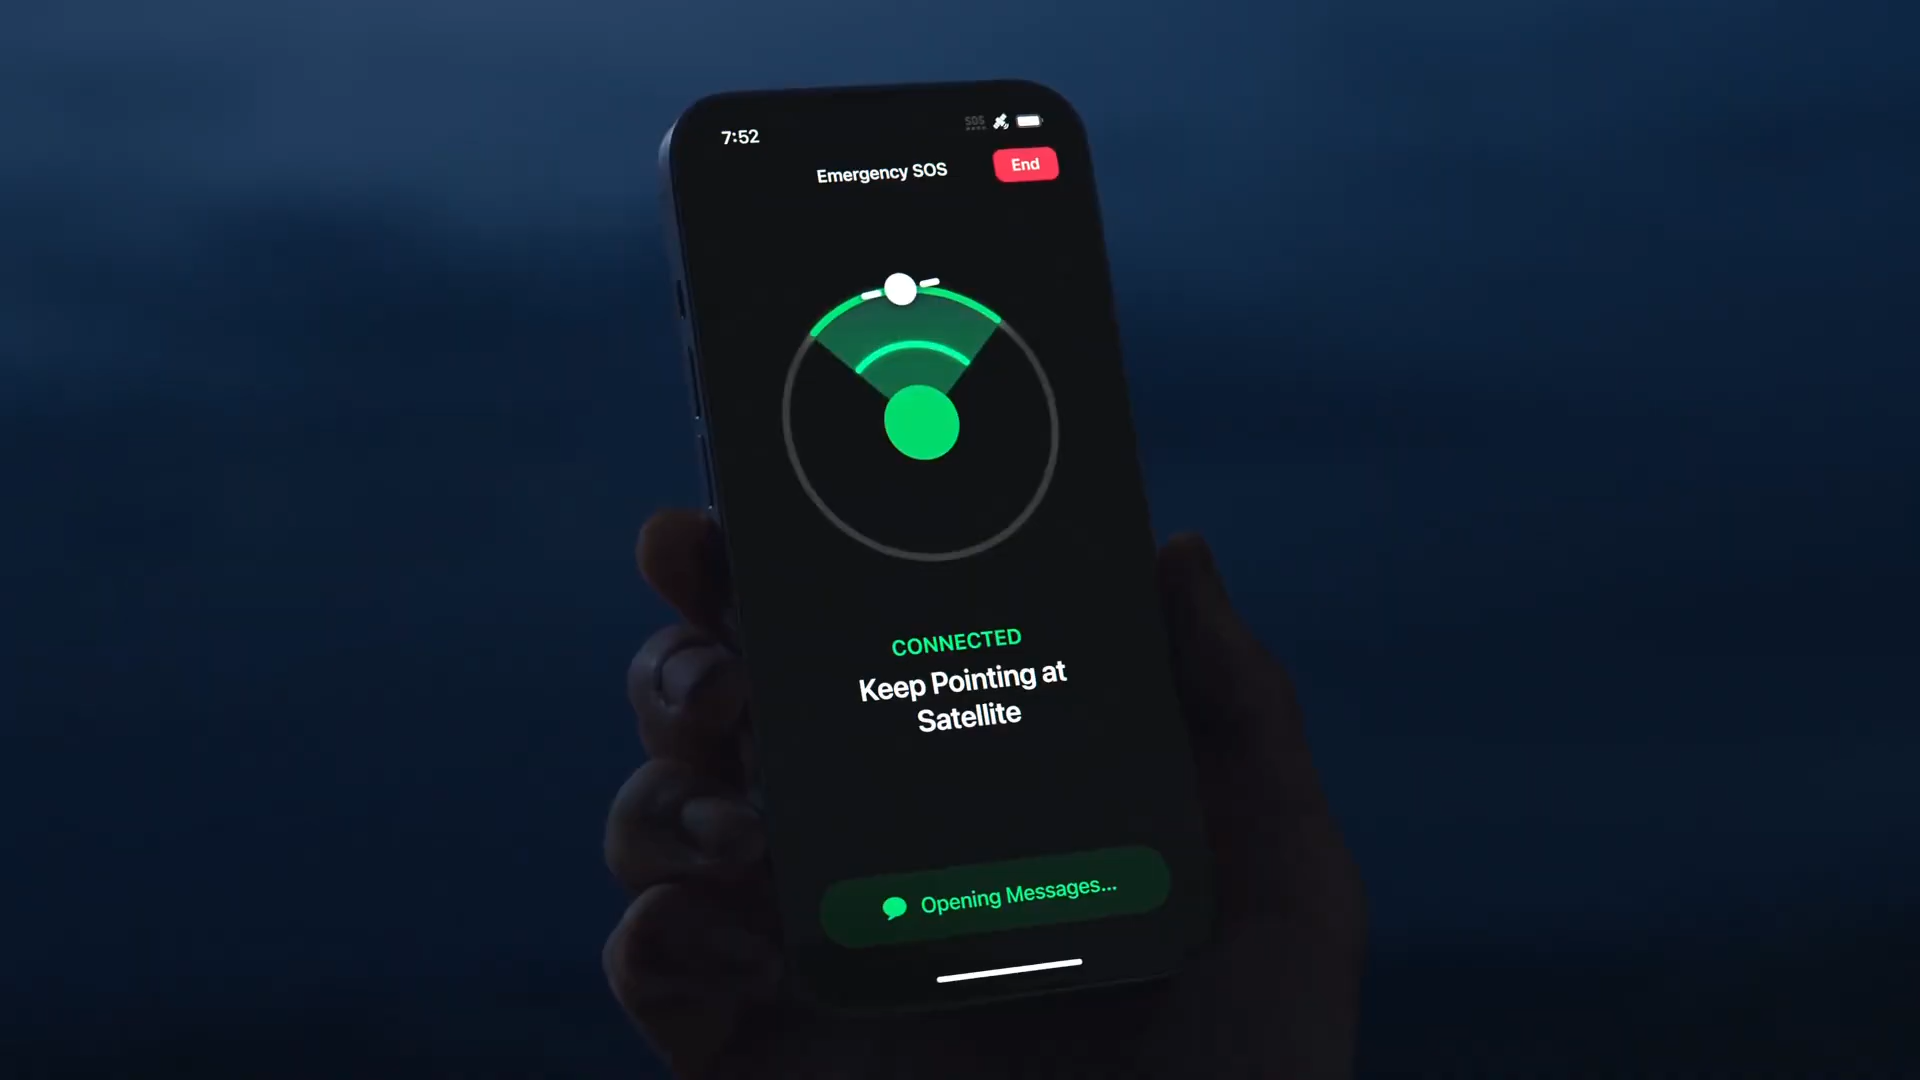 7:52
SOS
Emergency SOS
End
CONNECTED
Keep Pointing at
Satellite
Opening Messages...